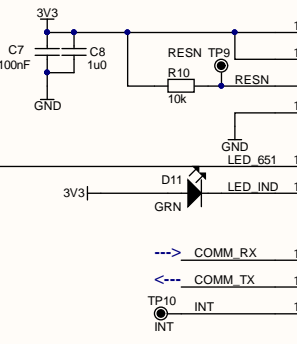 3V3
C7
100nF
C8
1u0
GND
RESN
TP9
R10
10k
RESN
GND
LED_651
D11
3V3
LED_IND
GRN
---> COMM_RX
<--- COMM_TX
TP10
INT
INT